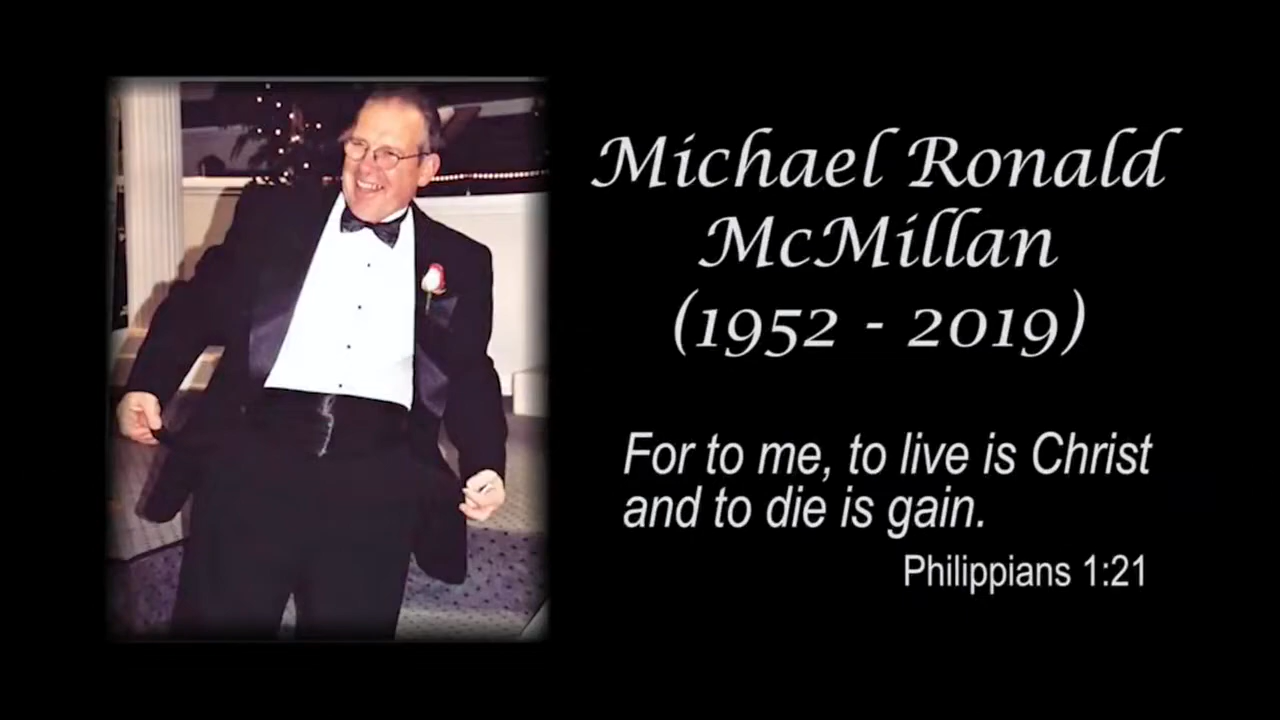 Michael Ronald
McMillan
(1952 - 2019)
For to me, to live is Christ
and to die is gain.
Philippians 1:21